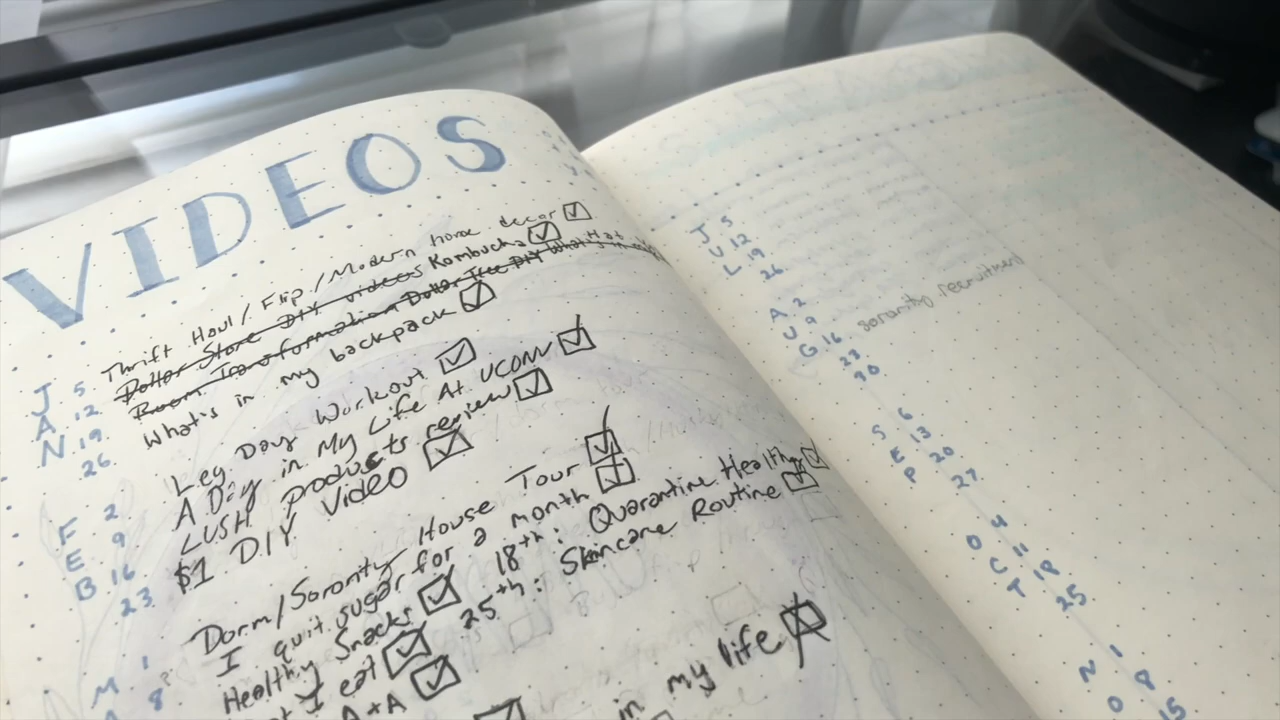 VIDEOS
J 5 Thrift Haul/Flip/Modern home decor
A 12 Dollar Store DIY videos Kombucha
N 19 Room Transformation Dollar Tree DIY What's
26 What's in my backpack
F 2 Leg Day Workout
E 9 A Day in My Life At UCONN
B 16 LUSH products review
23 $1 DIY Video
M 1 Dorm/Sorority House Tour
8 I quit sugar for a month
Healthy Snacks 18th: Quarantine Healthy
I eat 25th: Skincare Routine
A+A
in my life
J 5
U 12
L 19
26
A 2
U 9
G 16 sorority recruitment
23
30
S 6
E 13
P 20
27
O 4
C 11
T 18
25
N 1
O 8
15